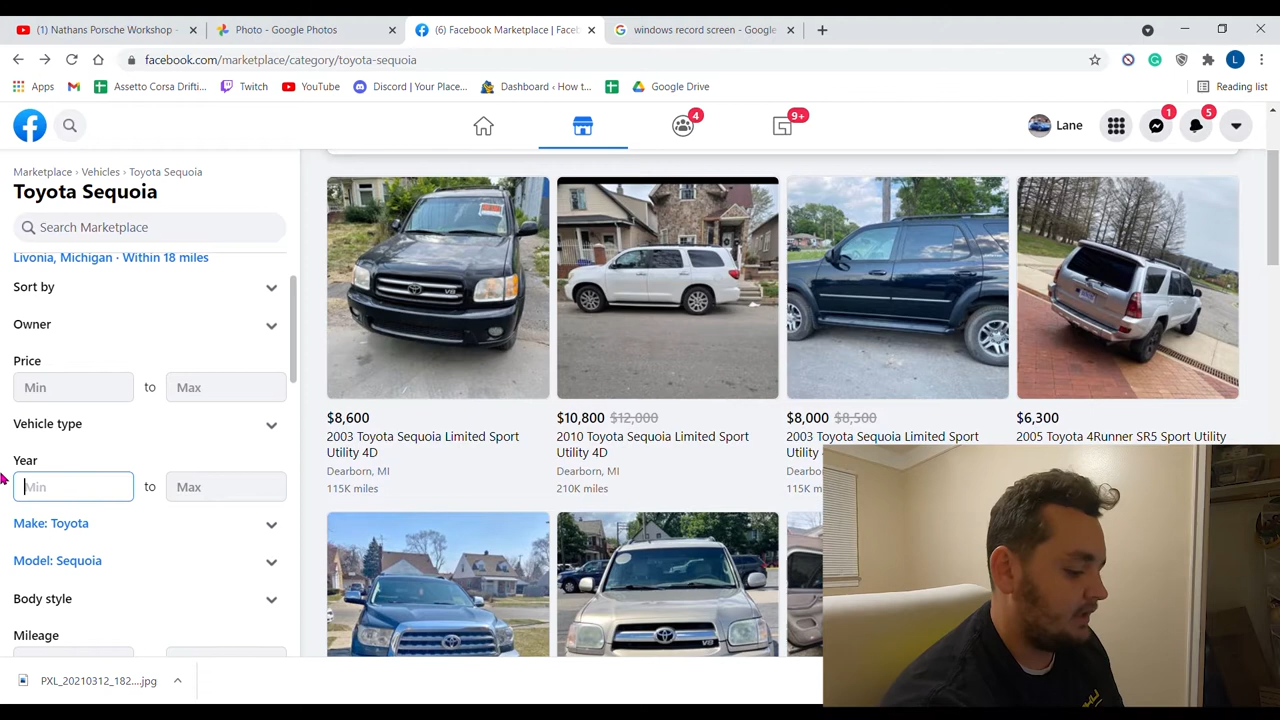 Nathans Porsche Workshop -
Photo - Google Photos
(6) Facebook Marketplace | Faceb
windows record screen - Google
facebook.com/marketplace/category/toyota-sequoia
L
Apps
Assetto Corsa Drifti...
Twitch
YouTube
Discord | Your Place...
Dashboard ‹ How t...
Google Drive
Reading list
4
9+
Lane
1
5
Marketplace › Vehicles › Toyota Sequoia
Toyota Sequoia
Search Marketplace
Livonia, Michigan · Within 18 miles
Sort by
Owner
Price
Min to Max
Vehicle type
Year
Min to Max
Make: Toyota
Model: Sequoia
Body style
Mileage
$8,600
2003 Toyota Sequoia Limited Sport
Utility 4D
Dearborn, MI
115K miles
$10,800 $12,000
2010 Toyota Sequoia Limited Sport
Utility 4D
Dearborn, MI
210K miles
$8,000 $8,500
2003 Toyota Sequoia Limited Sport
Utility
Dearbo
115K m
$6,300
2005 Toyota 4Runner SR5 Sport Utility
PXL_20210312_182....jpg